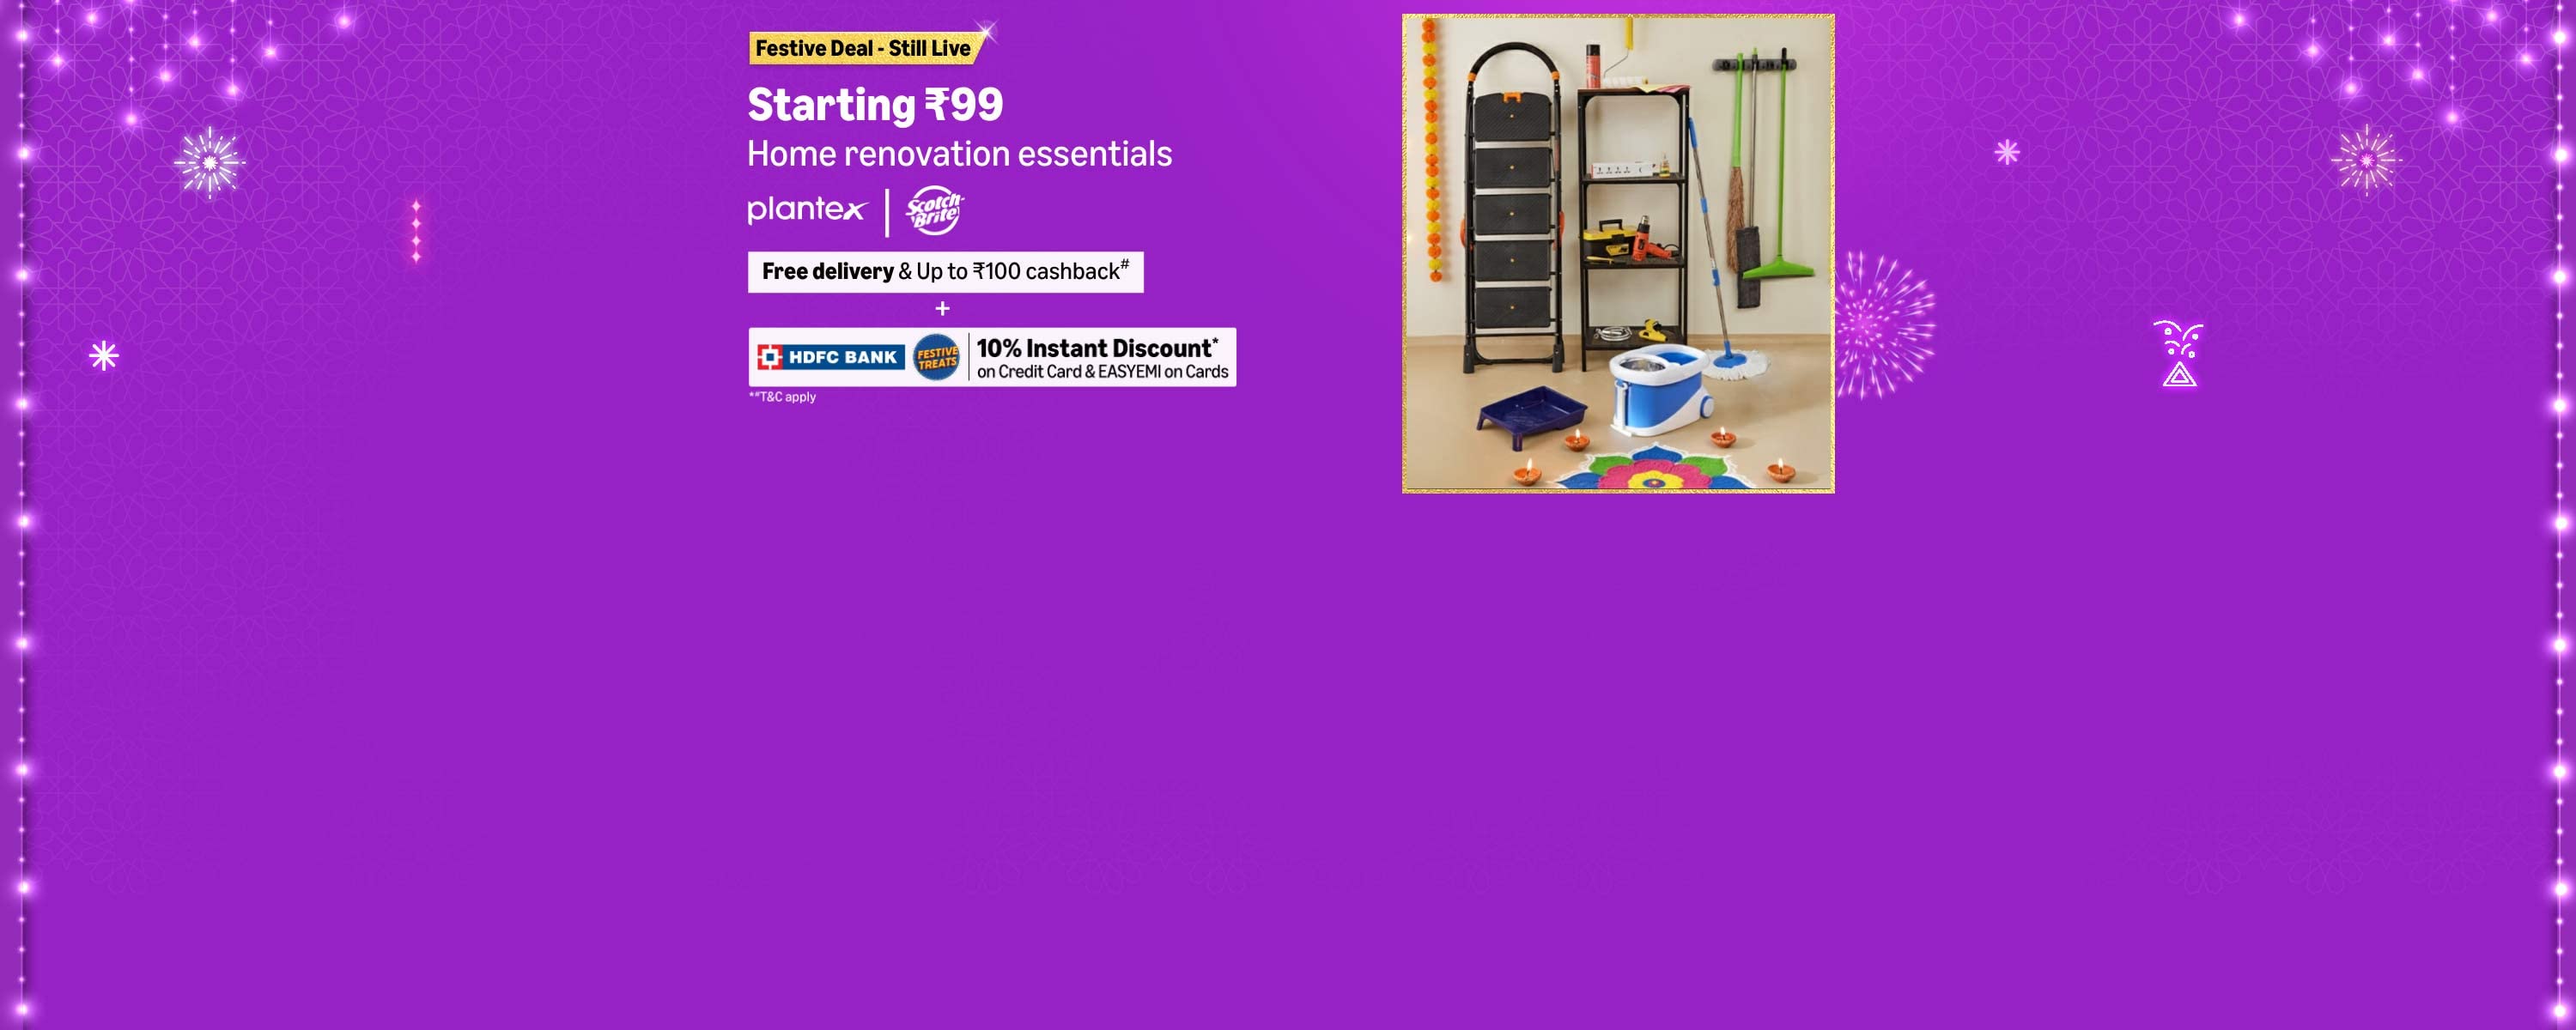 Festive Deal - Still Live
Starting ₹99
Home renovation essentials
plantex | Scotch-Brite
Free delivery & Up to ₹100 cashback#
+
HDFC BANK
FESTIVE TREATS
10% Instant Discount*
on Credit Card & EASYEMI on Cards
*#T&C apply